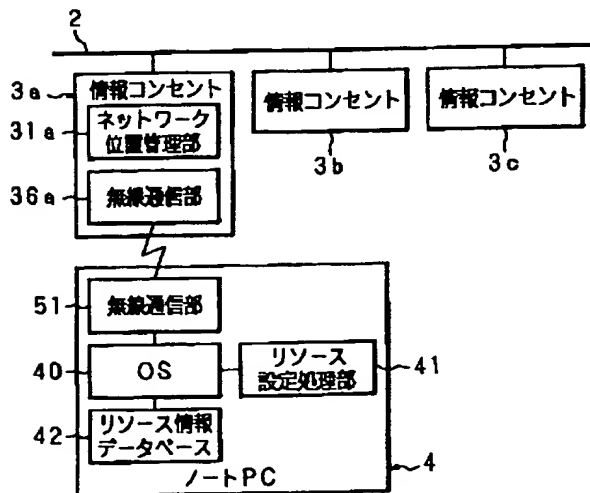 2
3a
情報コンセント
31a
ネットワーク
位置管理部
36a
無線通信部
情報コンセント
3b
情報コンセント
3c
51
無線通信部
40
OS
リソース
設定処理部
41
42
リソース情報
データベース
ノートPC
4